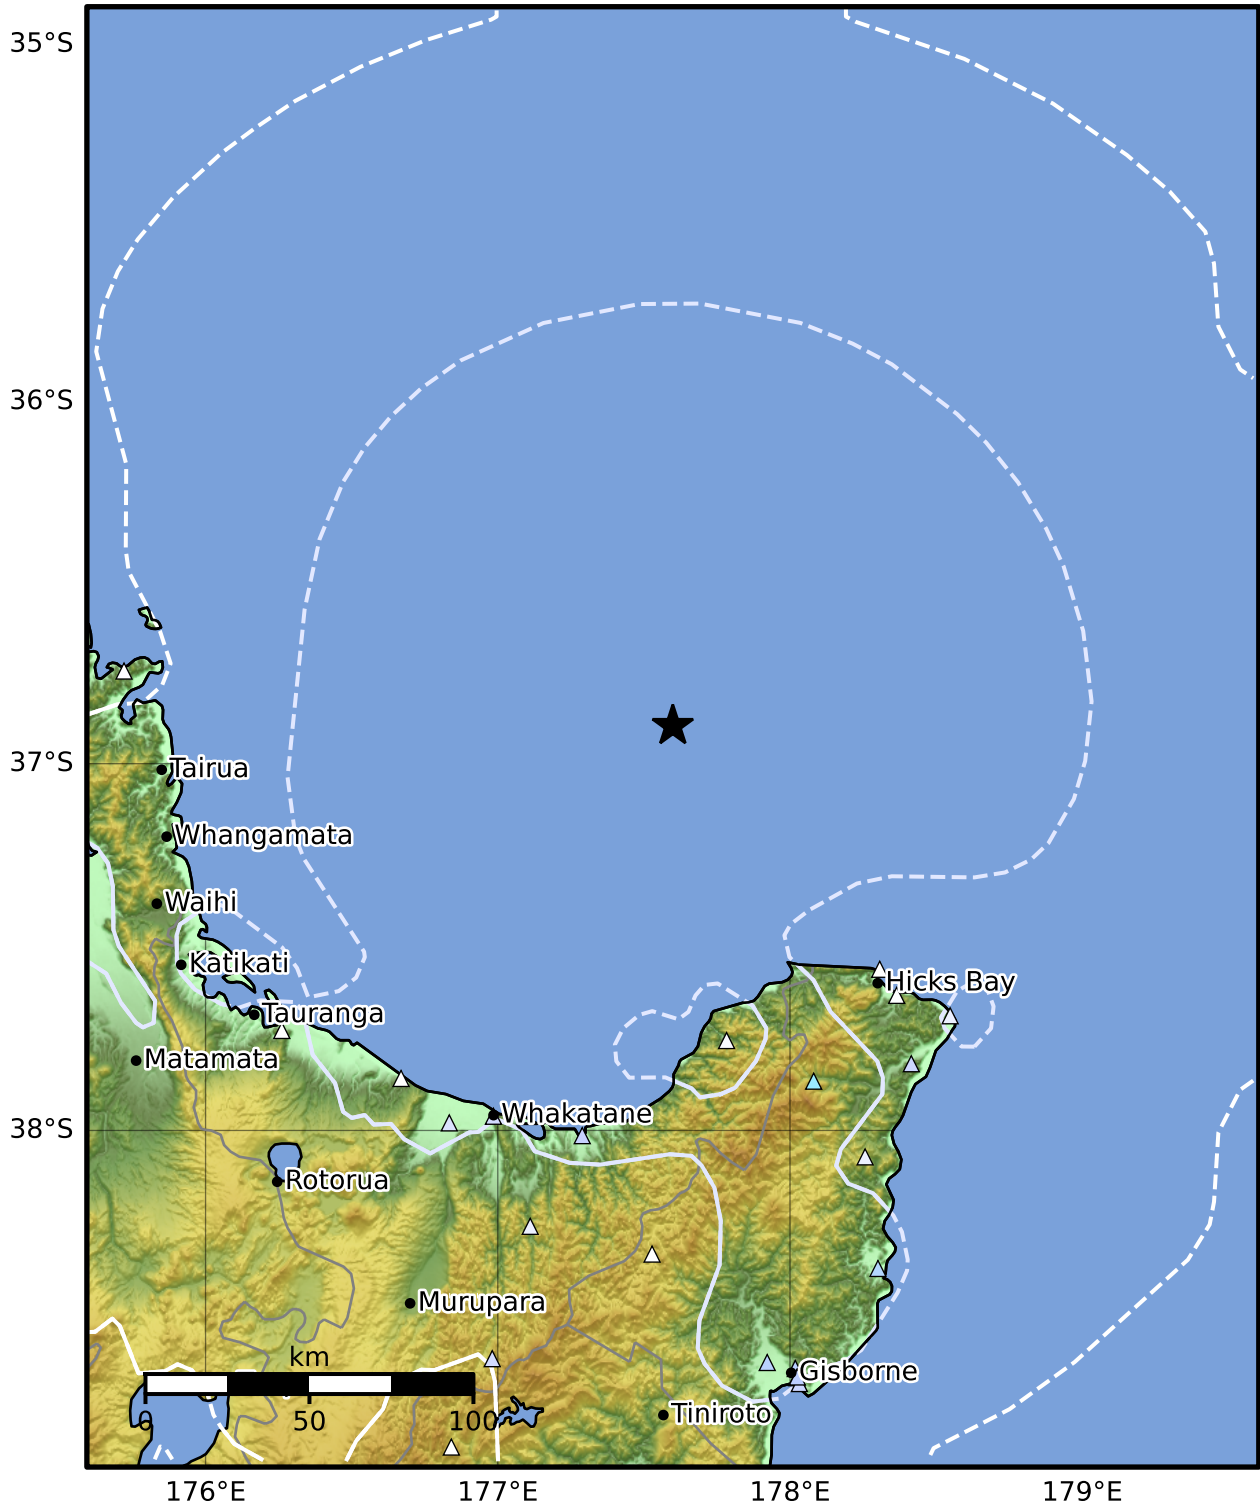 35°S
36°S
37°S
Tairua
Whangamata
Waihi
Katikati
Hicks Bay
Tauranga
Matamata
Whakatane
38°S
Rotorua
Murupara
km
Gisborne
Tiniroto
0 50 100
176°E 177°E 178°E 179°E